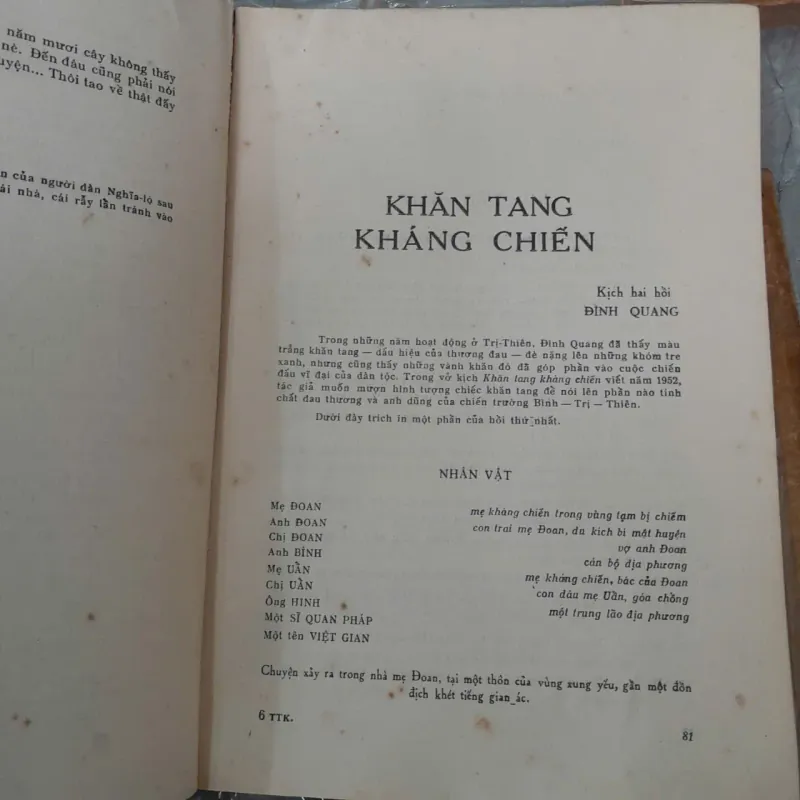 năm mươi cây không thấy
nẻ. Đến đâu cũng phải nói
uyện... Thôi tao về thật đấy
n của người dân Nghĩa-lộ sau
ái nhà, cái rẫy lần tránh vào
KHĂN TANG
KHÁNG CHIẾN
Kịch hai hồi
ĐÌNH QUANG
Trong những năm hoạt động ở Trị-Thiên, Đình Quang đã thấy màu
trắng khăn tang — dấu hiệu của thương đau — đè nặng lên những khóm tre
xanh, nhưng cũng thấy những vành khăn đó đã góp phần vào cuộc chiến
đấu vĩ đại của dân tộc. Trong vở kịch Khăn tang kháng chiến viết năm 1952,
tác giả muốn mượn hình tượng chiếc khăn tang để nói lên phần nào tính
chất đau thương và anh dũng của chiến trường Bình — Trị — Thiên.
Dưới đây trích in một phần của hồi thứ nhất.
NHÂN VẬT
Mẹ ĐOAN mẹ kháng chiến trong vùng tạm bị chiếm
Anh ĐOAN con trai mẹ Đoan, du kích bí mật huyện
Chị ĐOAN vợ anh Đoan
Anh BÍNH cán bộ địa phương
Mẹ UẨN mẹ kháng chiến, bác của Đoan
Chị UẨN con dâu mẹ Uẩn, góa chồng
Ông HINH một trung lão địa phương
Một SĨ QUAN PHÁP
Một tên VIỆT GIAN
Chuyện xảy ra trong nhà mẹ Đoan, tại một thôn của vùng xung yếu, gần một đồn
địch khét tiếng gian ác.
6 TTK.
81